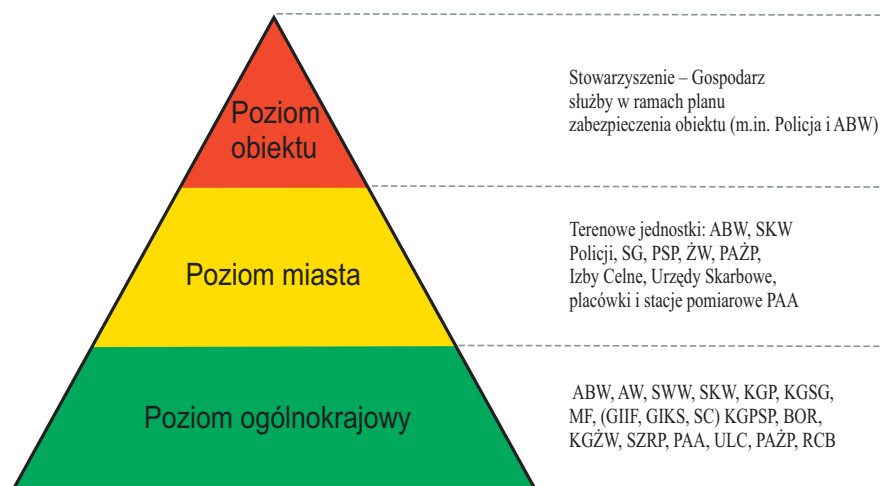 Poziom
obiektu
Stowarzyszenie – Gospodarz
służby w ramach planu
zabezpieczenia obiektu (m.in. Policja i ABW)
Poziom miasta
Terenowe jednostki: ABW, SKW
Policji, SG, PSP, ŻW, PAŻP,
Izby Celne, Urzędy Skarbowe,
placówki i stacje pomiarowe PAA
Poziom ogólnokrajowy
ABW, AW, SWW, SKW, KGP, KGSG,
MF, (GIIF, GIKS, SC) KGPSP, BOR,
KGŻW, SZRP, PAA, ULC, PAŻP, RCB